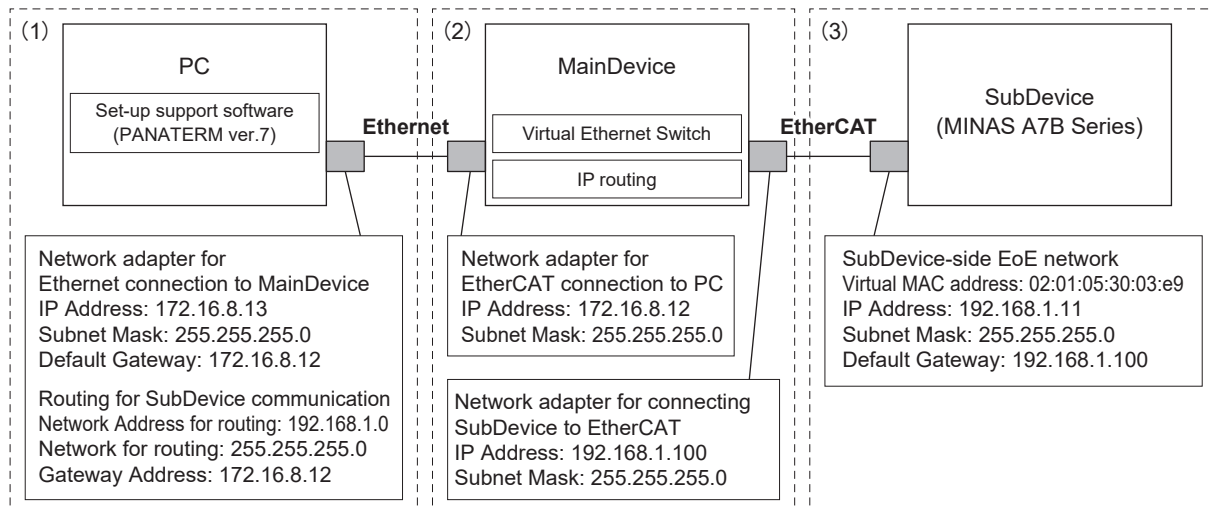 (1)
PC
Set-up support software
(PANATERM ver.7)
Ethernet
(2)
MainDevice
Virtual Ethernet Switch
IP routing
EtherCAT
(3)
SubDevice
(MINAS A7B Series)
Network adapter for
Ethernet connection to MainDevice
IP Address: 172.16.8.13
Subnet Mask: 255.255.255.0
Default Gateway: 172.16.8.12
Routing for SubDevice communication
Network Address for routing: 192.168.1.0
Network for routing: 255.255.255.0
Gateway Address: 172.16.8.12
Network adapter for
EtherCAT connection to PC
IP Address: 172.16.8.12
Subnet Mask: 255.255.255.0
Network adapter for connecting
SubDevice to EtherCAT
IP Address: 192.168.1.100
Subnet Mask: 255.255.255.0
SubDevice-side EoE network
Virtual MAC address: 02:01:05:30:03:e9
IP Address: 192.168.1.11
Subnet Mask: 255.255.255.0
Default Gateway: 192.168.1.100